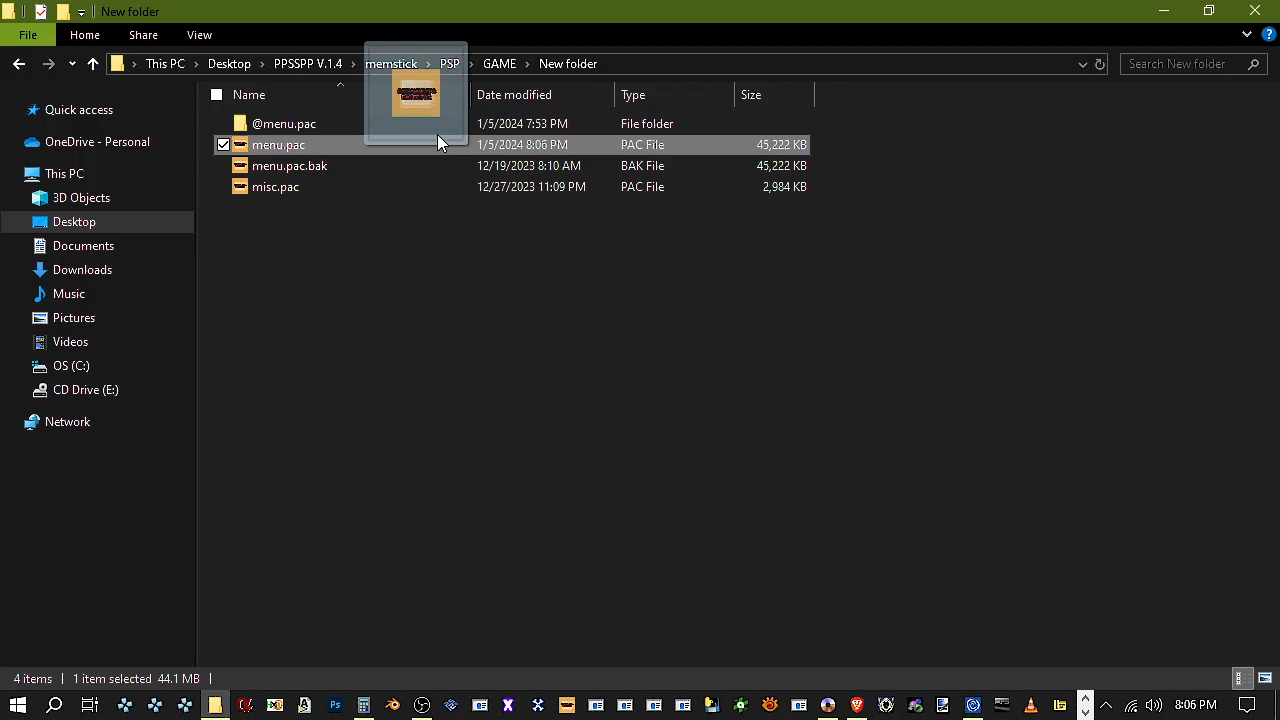 New folder
File Home Share View
This PC Desktop PPSSPP V.1.4 memstick PSP GAME New folder
Search New folder
Name Date modified Type Size
@menu.pac 1/5/2024 7:53 PM File folder
menu.pac 1/5/2024 8:06 PM PAC File 45,222 KB
menu.pac.bak 12/19/2023 8:10 AM BAK File 45,222 KB
misc.pac 12/27/2023 11:09 PM PAC File 2,984 KB
Quick access
OneDrive - Personal
This PC
3D Objects
Desktop
Documents
Downloads
Music
Pictures
Videos
OS (C:)
CD Drive (E:)
Network
4 items 1 item selected 44.1 MB
8:06 PM